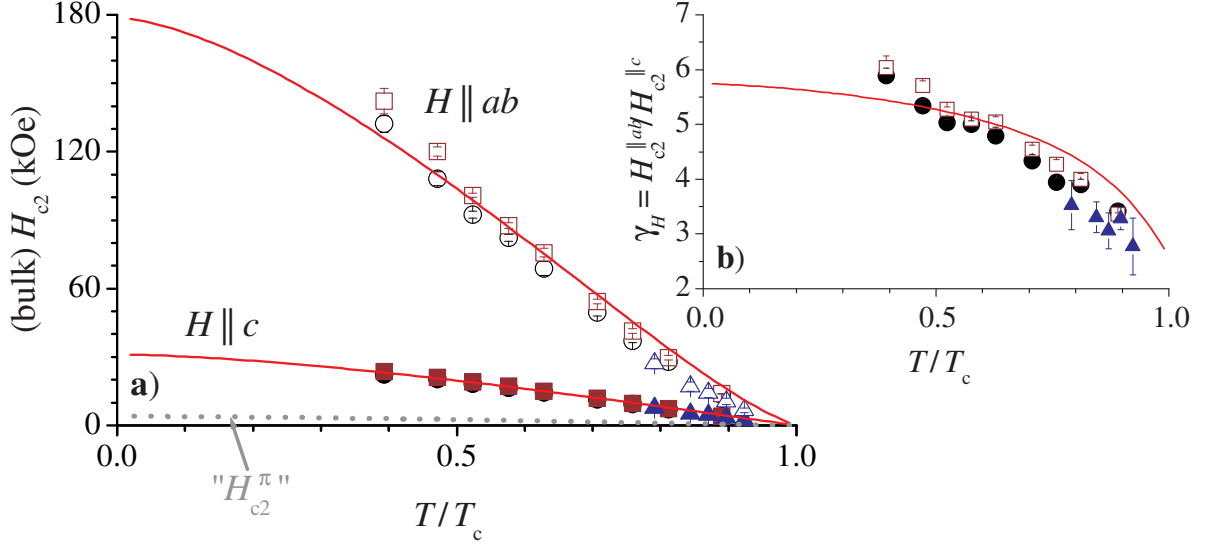 180
120
60
0
(bulk) H_c2 (kOe)
H ∥ ab
H ∥ c
a)
"H_c2^π"
0.0 0.5 1.0
T/T_c
6
5
4
3
2
7
γ_H = H_c2^∥ab/H_c2^∥c
b)
0.0 0.5 1.0
T/T_c